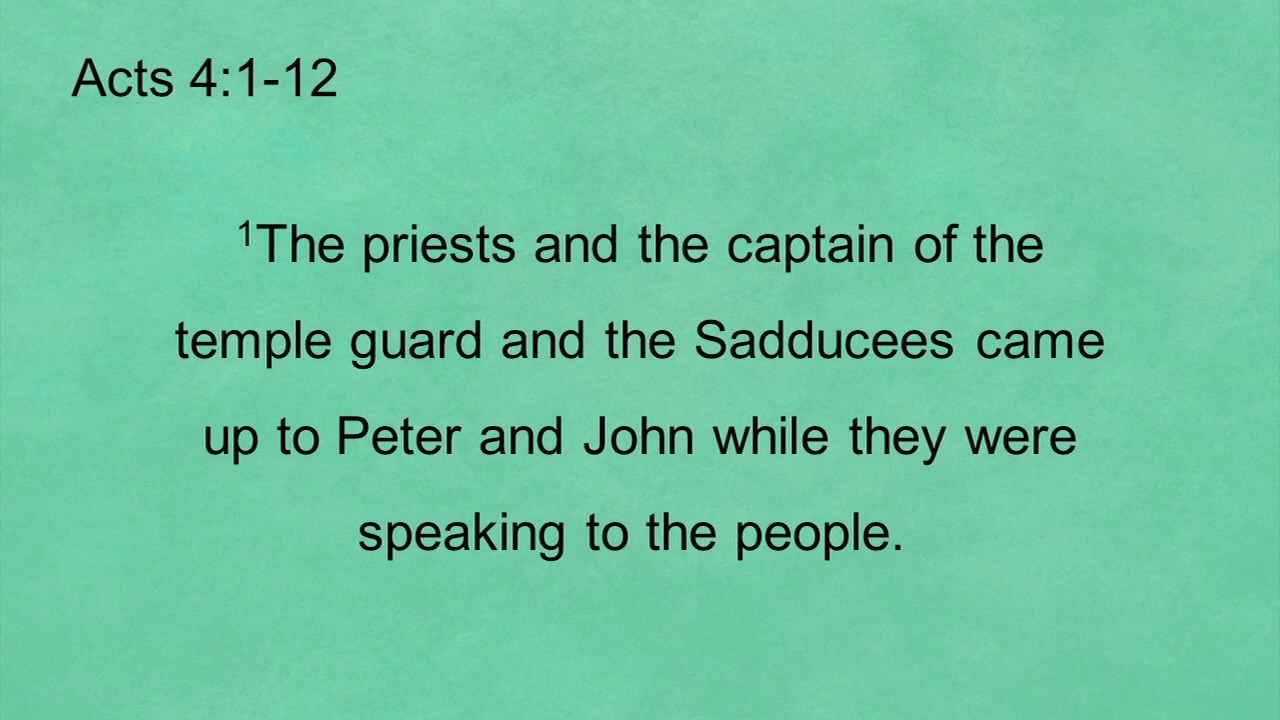 Acts 4:1-12
¹The priests and the captain of the
temple guard and the Sadducees came
up to Peter and John while they were
speaking to the people.